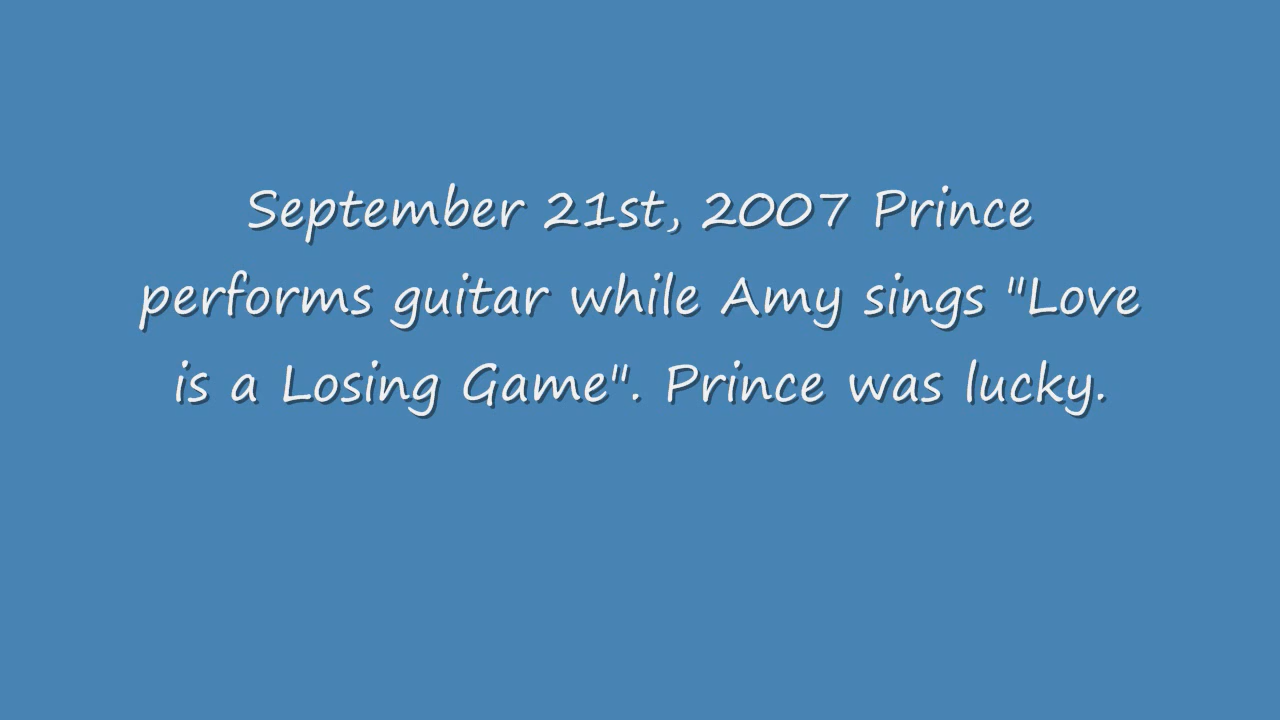 September 21st, 2007 Prince
performs guitar while Amy sings "Love
is a Losing Game". Prince was lucky.